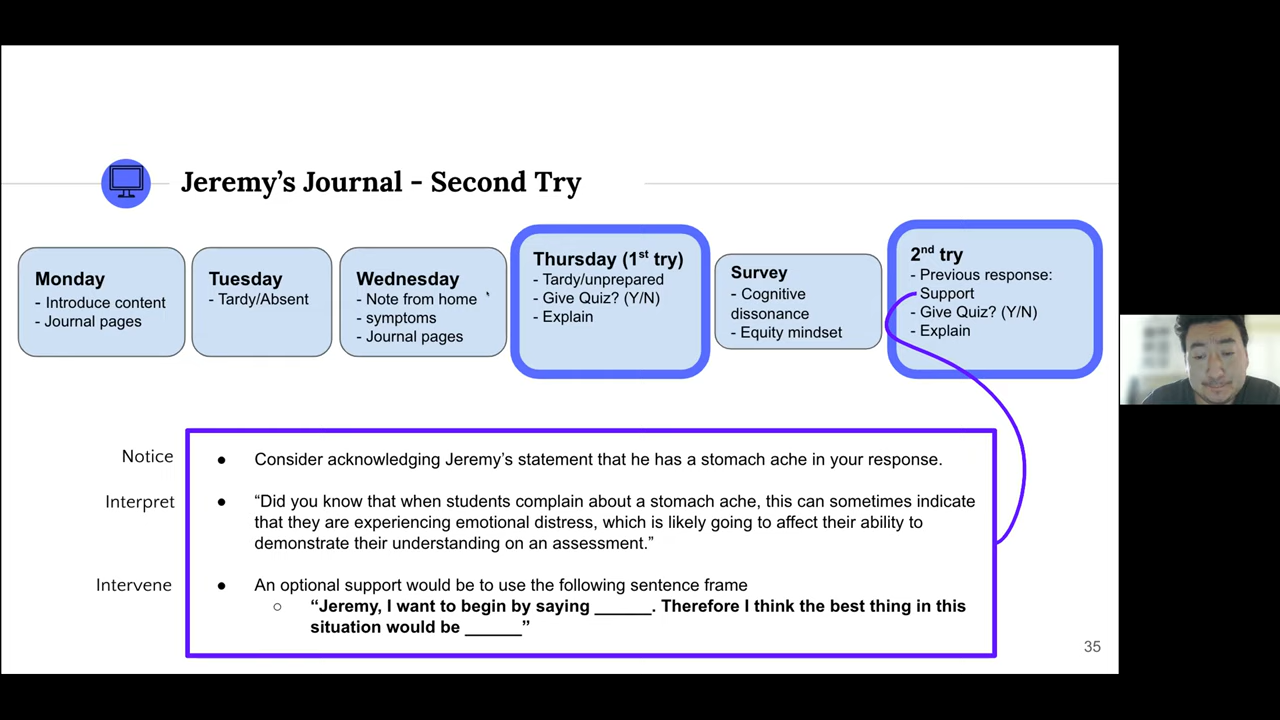 Jeremy’s Journal - Second Try
Monday
- Introduce content
- Journal pages
Tuesday
- Tardy/Absent
Wednesday
- Note from home
- symptoms
- Journal pages
Thursday (1st try)
- Tardy/unprepared
- Give Quiz? (Y/N)
- Explain
Survey
- Cognitive
dissonance
- Equity mindset
2nd try
- Previous response:
Support
- Give Quiz? (Y/N)
- Explain
Notice
● Consider acknowledging Jeremy’s statement that he has a stomach ache in your response.
Interpret
● “Did you know that when students complain about a stomach ache, this can sometimes indicate
that they are experiencing emotional distress, which is likely going to affect their ability to
demonstrate their understanding on an assessment.”
Intervene
● An optional support would be to use the following sentence frame
○ “Jeremy, I want to begin by saying ______. Therefore I think the best thing in this
situation would be ______”
35